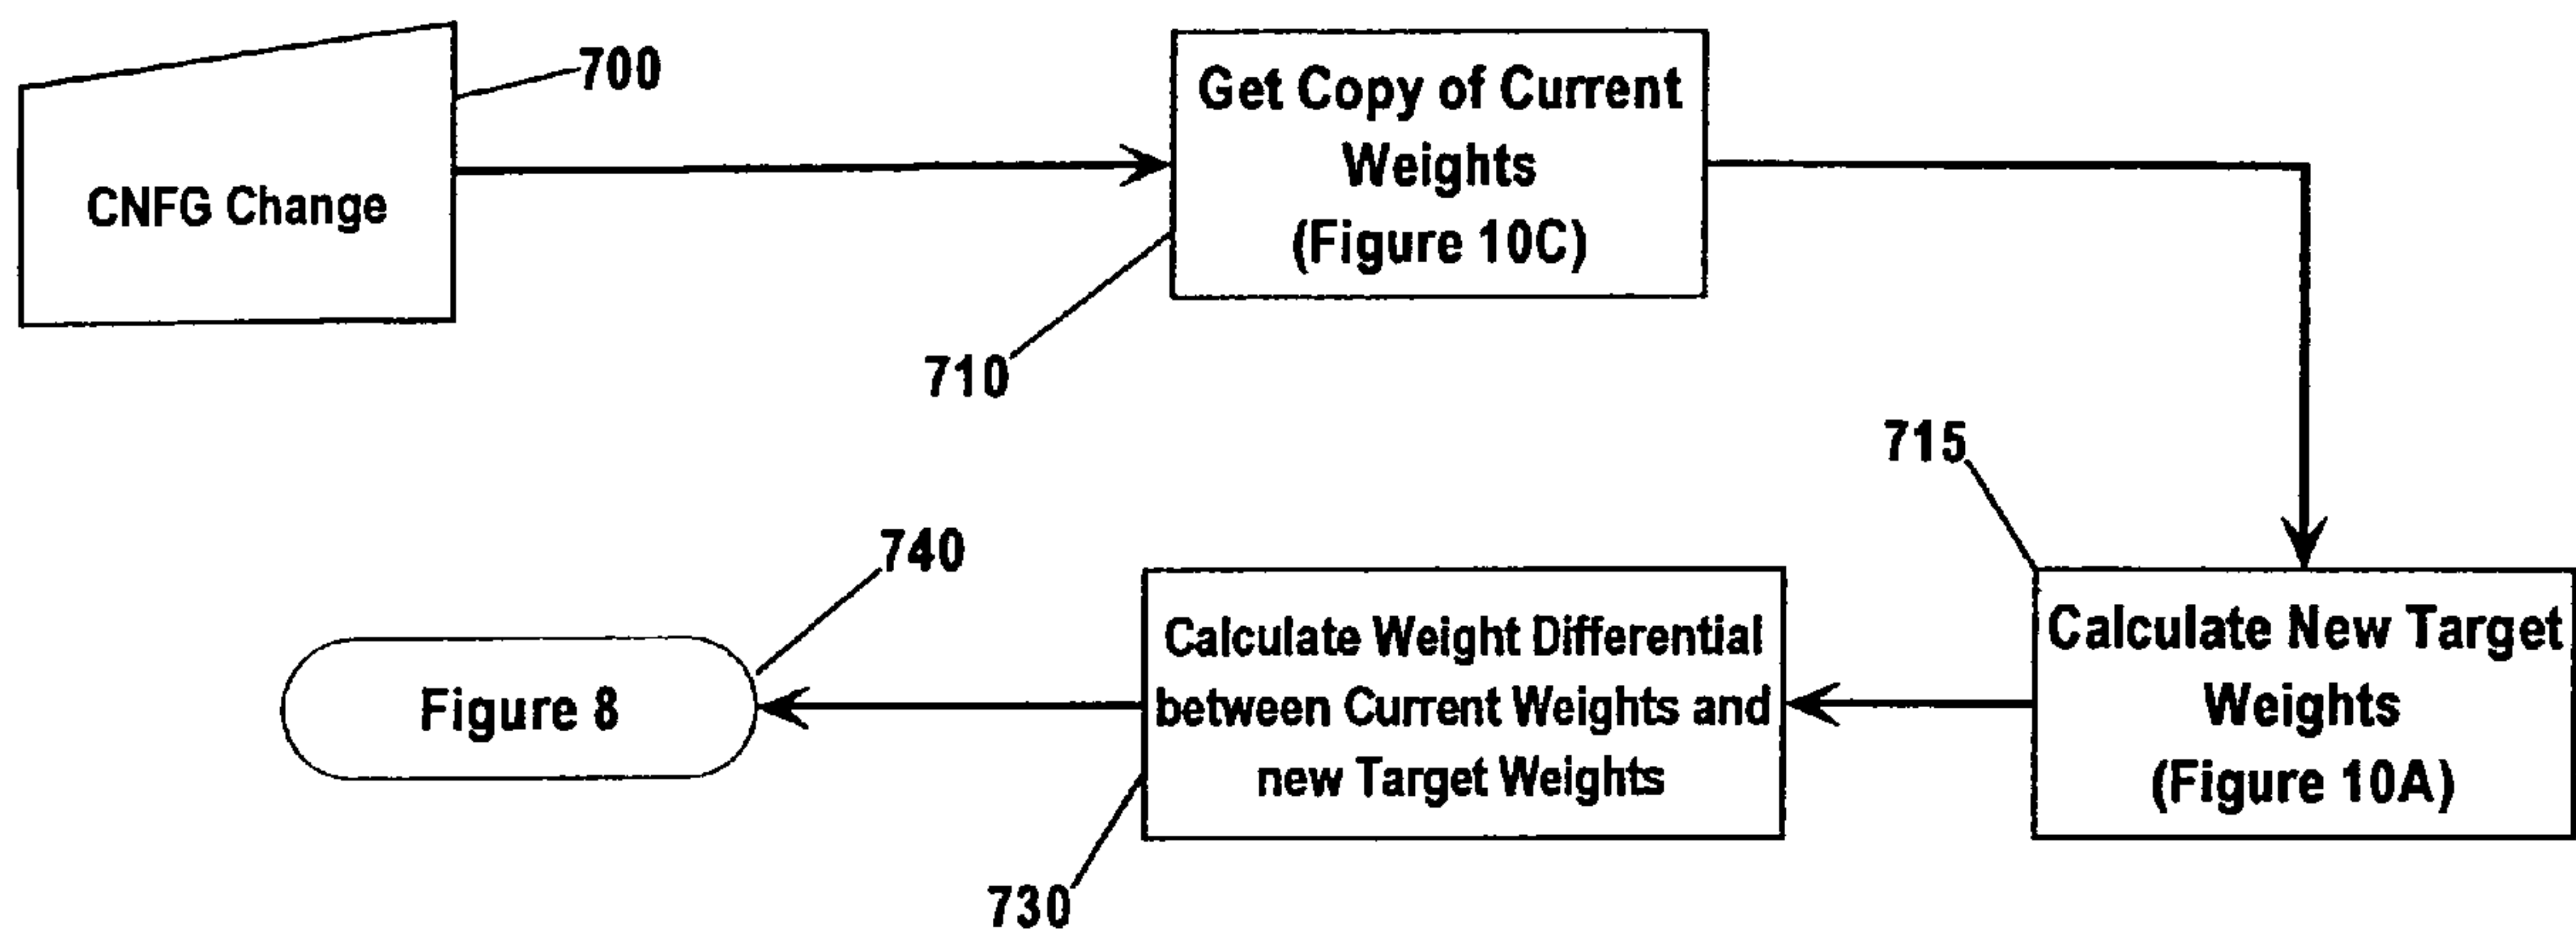 700
CNFG Change
Get Copy of Current
Weights
(Figure 10C)
710
715
Calculate New Target
Weights
(Figure 10A)
Calculate Weight Differential
between Current Weights and
new Target Weights
730
740
Figure 8